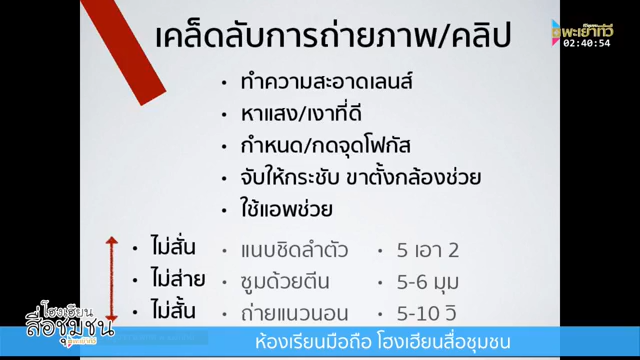 เคล็ดลับการถ่ายภาพ/คลิป
พะเยาทีวี
02:40:54
• ทำความสะอาดเลนส์
• หาแสง/เงาที่ดี
• กำหนด/กดจุดโฟกัส
• จับให้กระชับ ขาตั้งกล้องช่วย
• ใช้แอพช่วย
• ไม่สั่น • แนบชิดลำตัว • 5 เอา 2
• ไม่ส่าย • ซูมด้วยตีน • 5-6 มุม
• ไม่สั้น • ถ่ายแนวนอน • 5-10 วิ
โฮงเฮียน
สื่อชุมชน
ห้องเรียนมือถือ โฮงเฮียนสื่อชุมชน